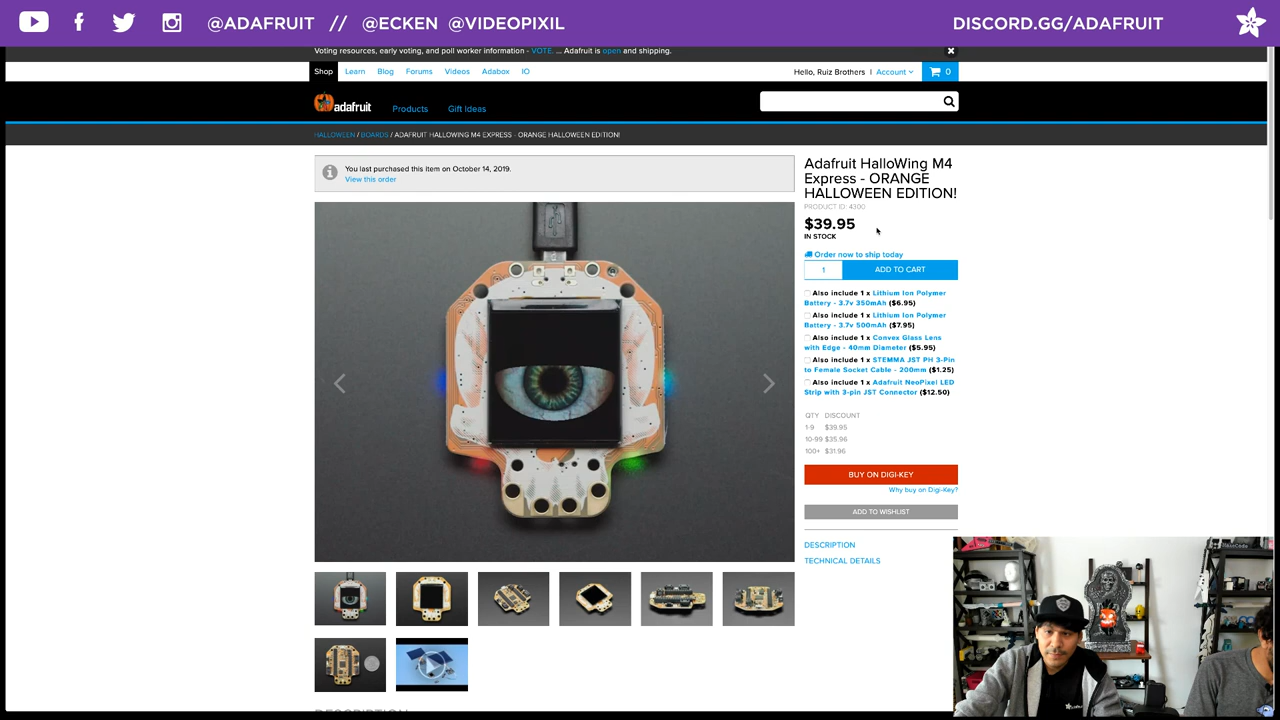 @ADAFRUIT // @ECKEN @VIDEOPIXIL
DISCORD.GG/ADAFRUIT
Voting resources, early voting, and poll worker information - VOTE. ... Adafruit is open and shipping.
Shop Learn Blog Forums Videos Adabox IO
Hello, Ruiz Brothers | Account
0
adafruit
Products Gift Ideas
HALLOWEEN / BOARDS / ADAFRUIT HALLOWING M4 EXPRESS - ORANGE HALLOWEEN EDITION!
You last purchased this item on October 14, 2019.
View this order
Adafruit HalloWing M4
Express - ORANGE
HALLOWEEN EDITION!
PRODUCT ID: 4300
$39.95
IN STOCK
Order now to ship today
1 ADD TO CART
Also include 1 x Lithium Ion Polymer
Battery - 3.7v 350mAh ($6.95)
Also include 1 x Lithium Ion Polymer
Battery - 3.7v 500mAh ($7.95)
Also include 1 x Convex Glass Lens
with Edge - 40mm Diameter ($5.95)
Also include 1 x STEMMA JST PH 3-Pin
to Female Socket Cable - 200mm ($1.25)
Also include 1 x Adafruit NeoPixel LED
Strip with 3-pin JST Connector ($12.50)
QTY DISCOUNT
1-9 $39.95
10-99 $35.96
100+ $31.96
BUY ON DIGI-KEY
Why buy on Digi-Key?
ADD TO WISHLIST
DESCRIPTION
TECHNICAL DETAILS
DESCRIPTION